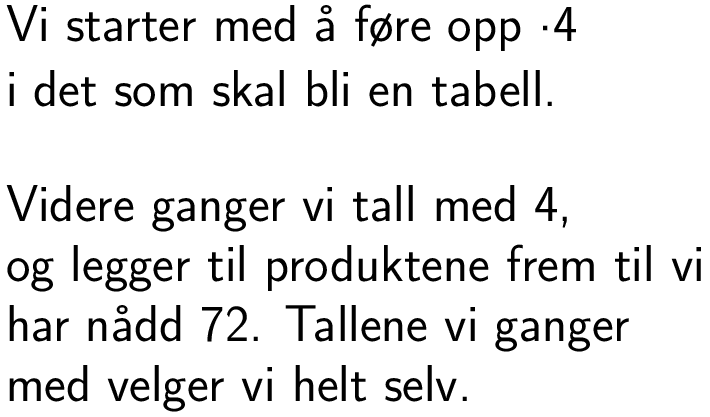 Vi starter med å føre opp ·4
i det som skal bli en tabell.
Videre ganger vi tall med 4,
og legger til produktene frem til vi
har nådd 72. Tallene vi ganger
med velger vi helt selv.